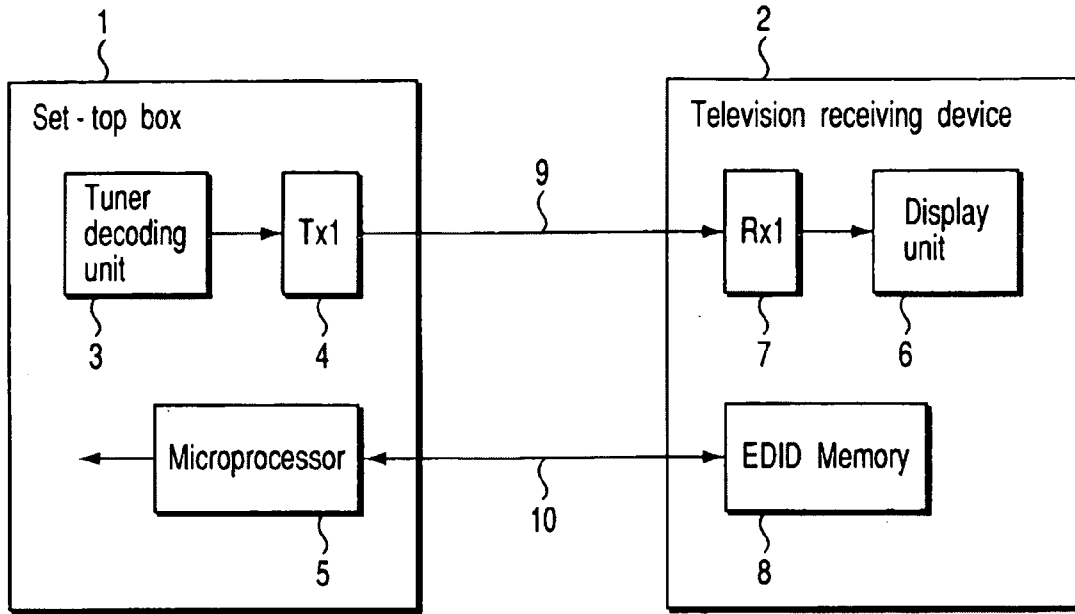 1
2
Set-top box
Television receiving device
Tuner
decoding
unit
Tx1
9
Rx1
Display
unit
3
4
7
6
Microprocessor
10
EDID Memory
5
8